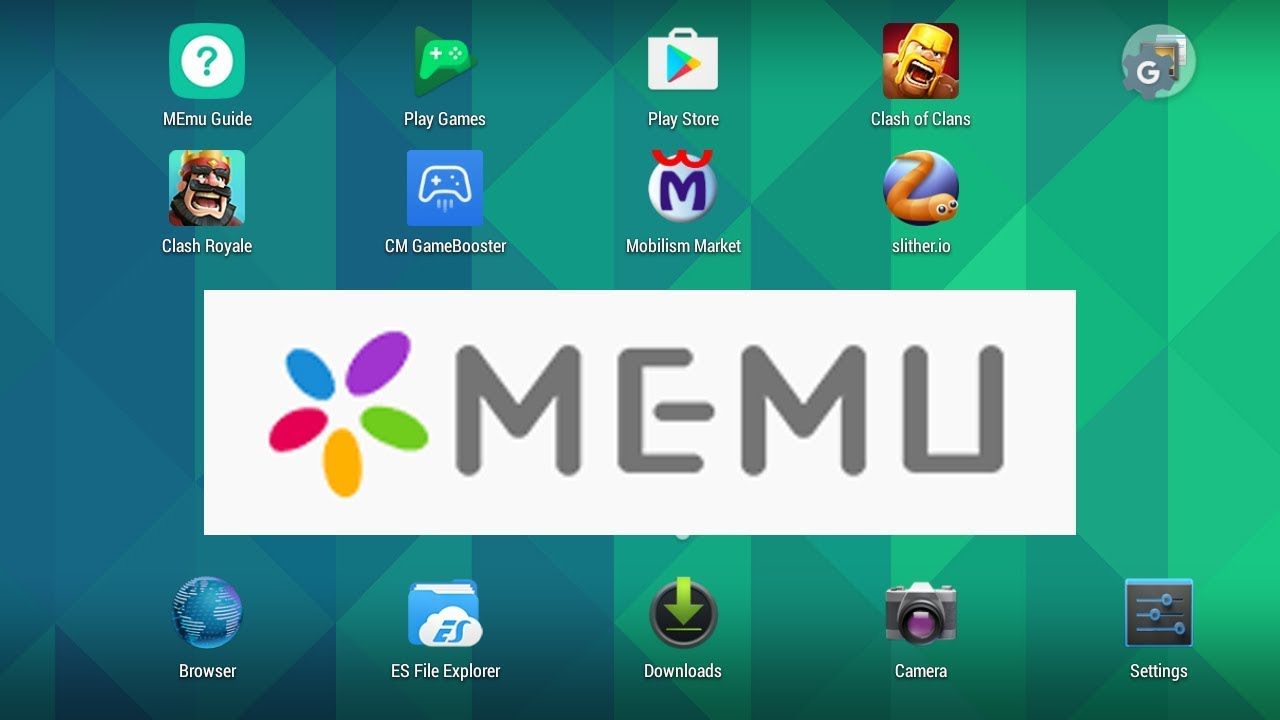 ?
MEmu Guide
Play Games
Play Store
Clash of Clans
G
M
Clash Royale
CM GameBooster
Mobilism Market
slither.io
MEMU
ES
Browser
ES File Explorer
Downloads
Camera
Settings